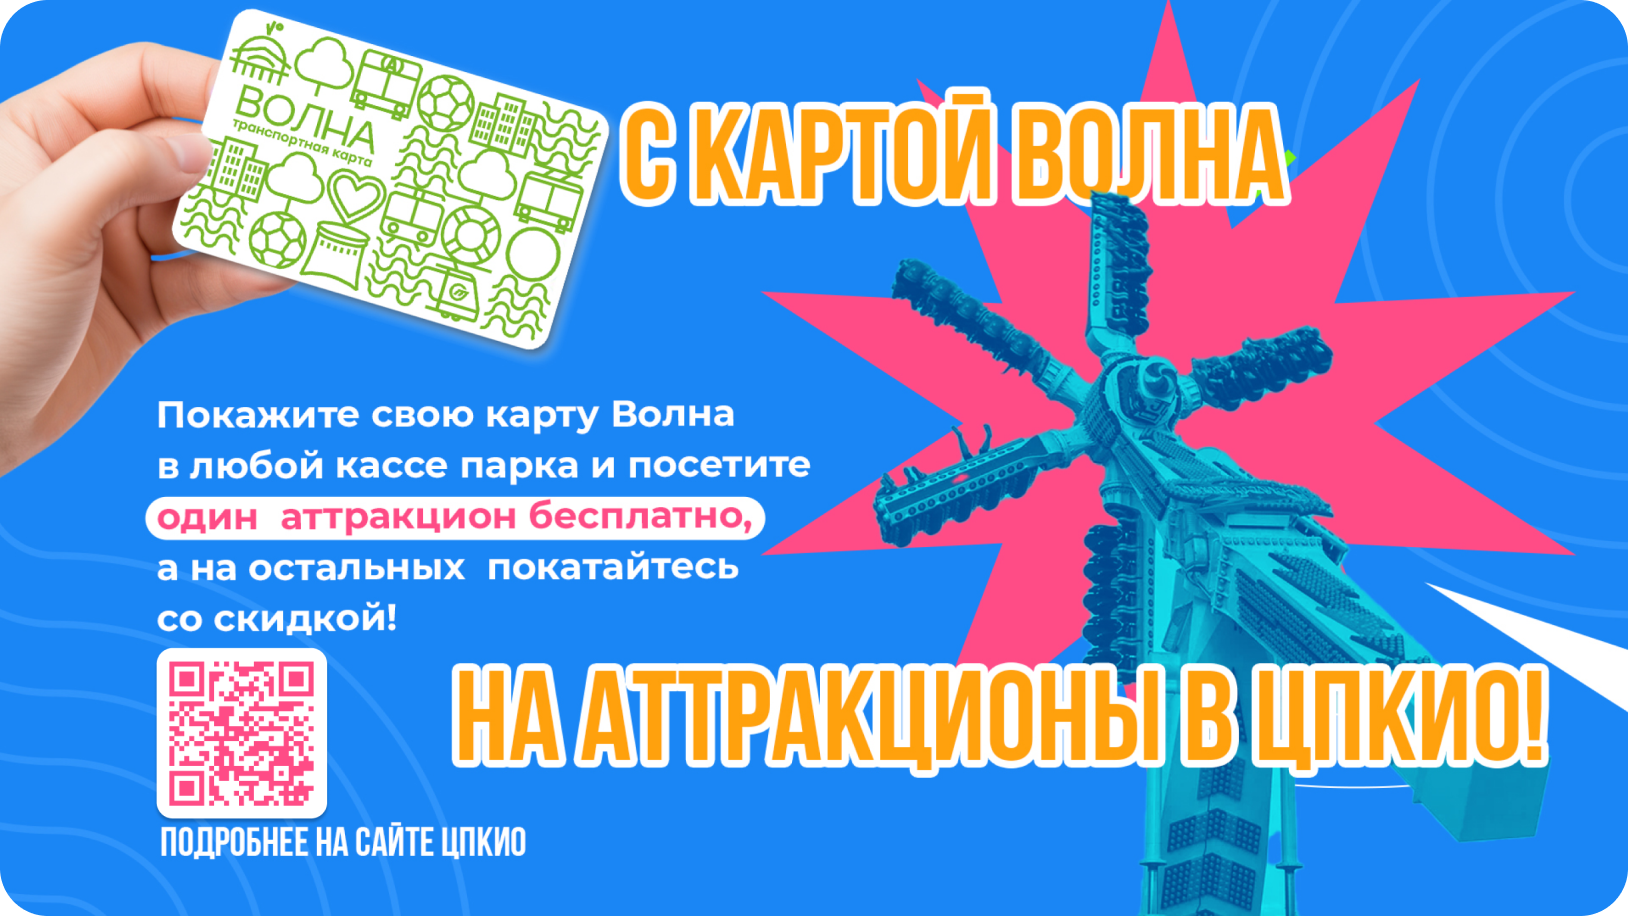 ВОЛНА
транспортная карта
С КАРТОЙ ВОЛНА
Покажите свою карту Волна
в любой кассе парка и посетите
один аттракцион бесплатно,
а на остальных покатайтесь
со скидкой!
НА АТТРАКЦИОНЫ В ЦПКИО!
ПОДРОБНЕЕ НА САЙТЕ ЦПКИО